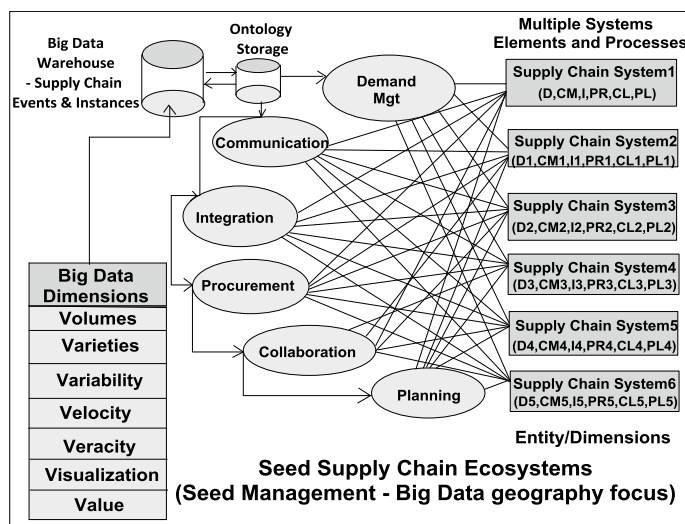 Big Data
Warehouse
- Supply Chain
Events & Instances
Ontology
Storage
Multiple Systems
Elements and Processes
Demand
Mgt
Communication
Integration
Procurement
Collaboration
Planning
Supply Chain System1
(D,CM,I,PR,CL,PL)
Supply Chain System2
(D1,CM1,I1,PR1,CL1,PL1)
Supply Chain System3
(D2,CM2,I2,PR2,CL2,PL2)
Supply Chain System4
(D3,CM3,I3,PR3,CL3,PL3)
Supply Chain System5
(D4,CM4,I4,PR4,CL4,PL4)
Supply Chain System6
(D5,CM5,I5,PR5,CL5,PL5)
Entity/Dimensions
Big Data
Dimensions
Volumes
Varieties
Variability
Velocity
Veracity
Visualization
Value
Seed Supply Chain Ecosystems
(Seed Management - Big Data geography focus)